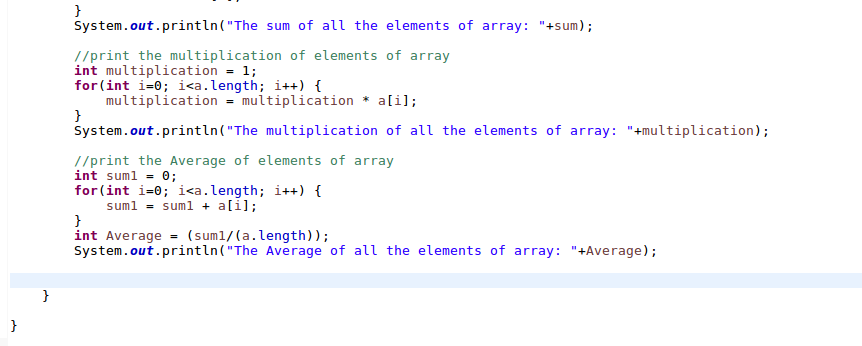 }
System.out.println("The sum of all the elements of array: "+sum);
//print the multiplication of elements of array
int multiplication = 1;
for(int i=0; i<a.length; i++) {
multiplication = multiplication * a[i];
}
System.out.println("The multiplication of all the elements of array: "+multiplication);
//print the Average of elements of array
int sum1 = 0;
for(int i=0; i<a.length; i++) {
sum1 = sum1 + a[i];
}
int Average = (sum1/(a.length));
System.out.println("The Average of all the elements of array: "+Average);
}
}